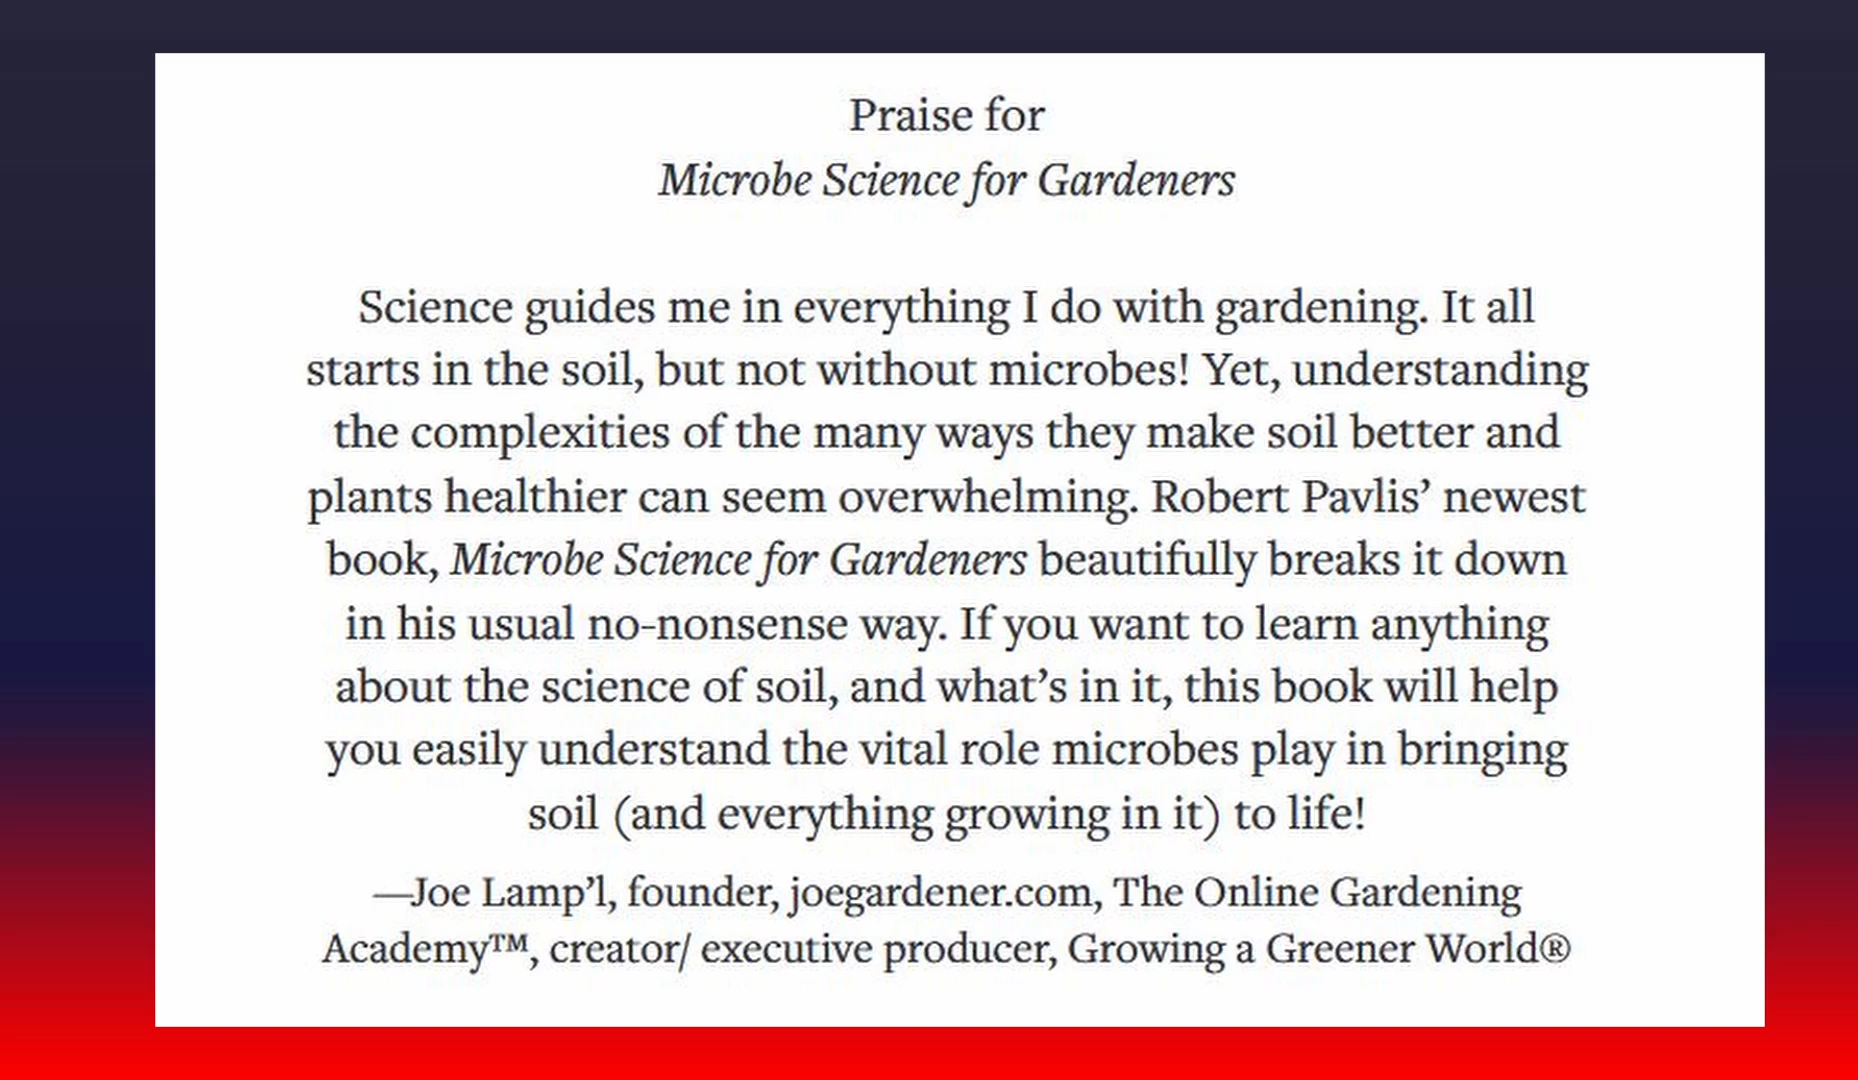 Praise for
Microbe Science for Gardeners
Science guides me in everything I do with gardening. It all
starts in the soil, but not without microbes! Yet, understanding
the complexities of the many ways they make soil better and
plants healthier can seem overwhelming. Robert Pavlis’ newest
book, Microbe Science for Gardeners beautifully breaks it down
in his usual no-nonsense way. If you want to learn anything
about the science of soil, and what’s in it, this book will help
you easily understand the vital role microbes play in bringing
soil (and everything growing in it) to life!
—Joe Lamp’l, founder, joegardener.com, The Online Gardening
Academy™, creator/ executive producer, Growing a Greener World®